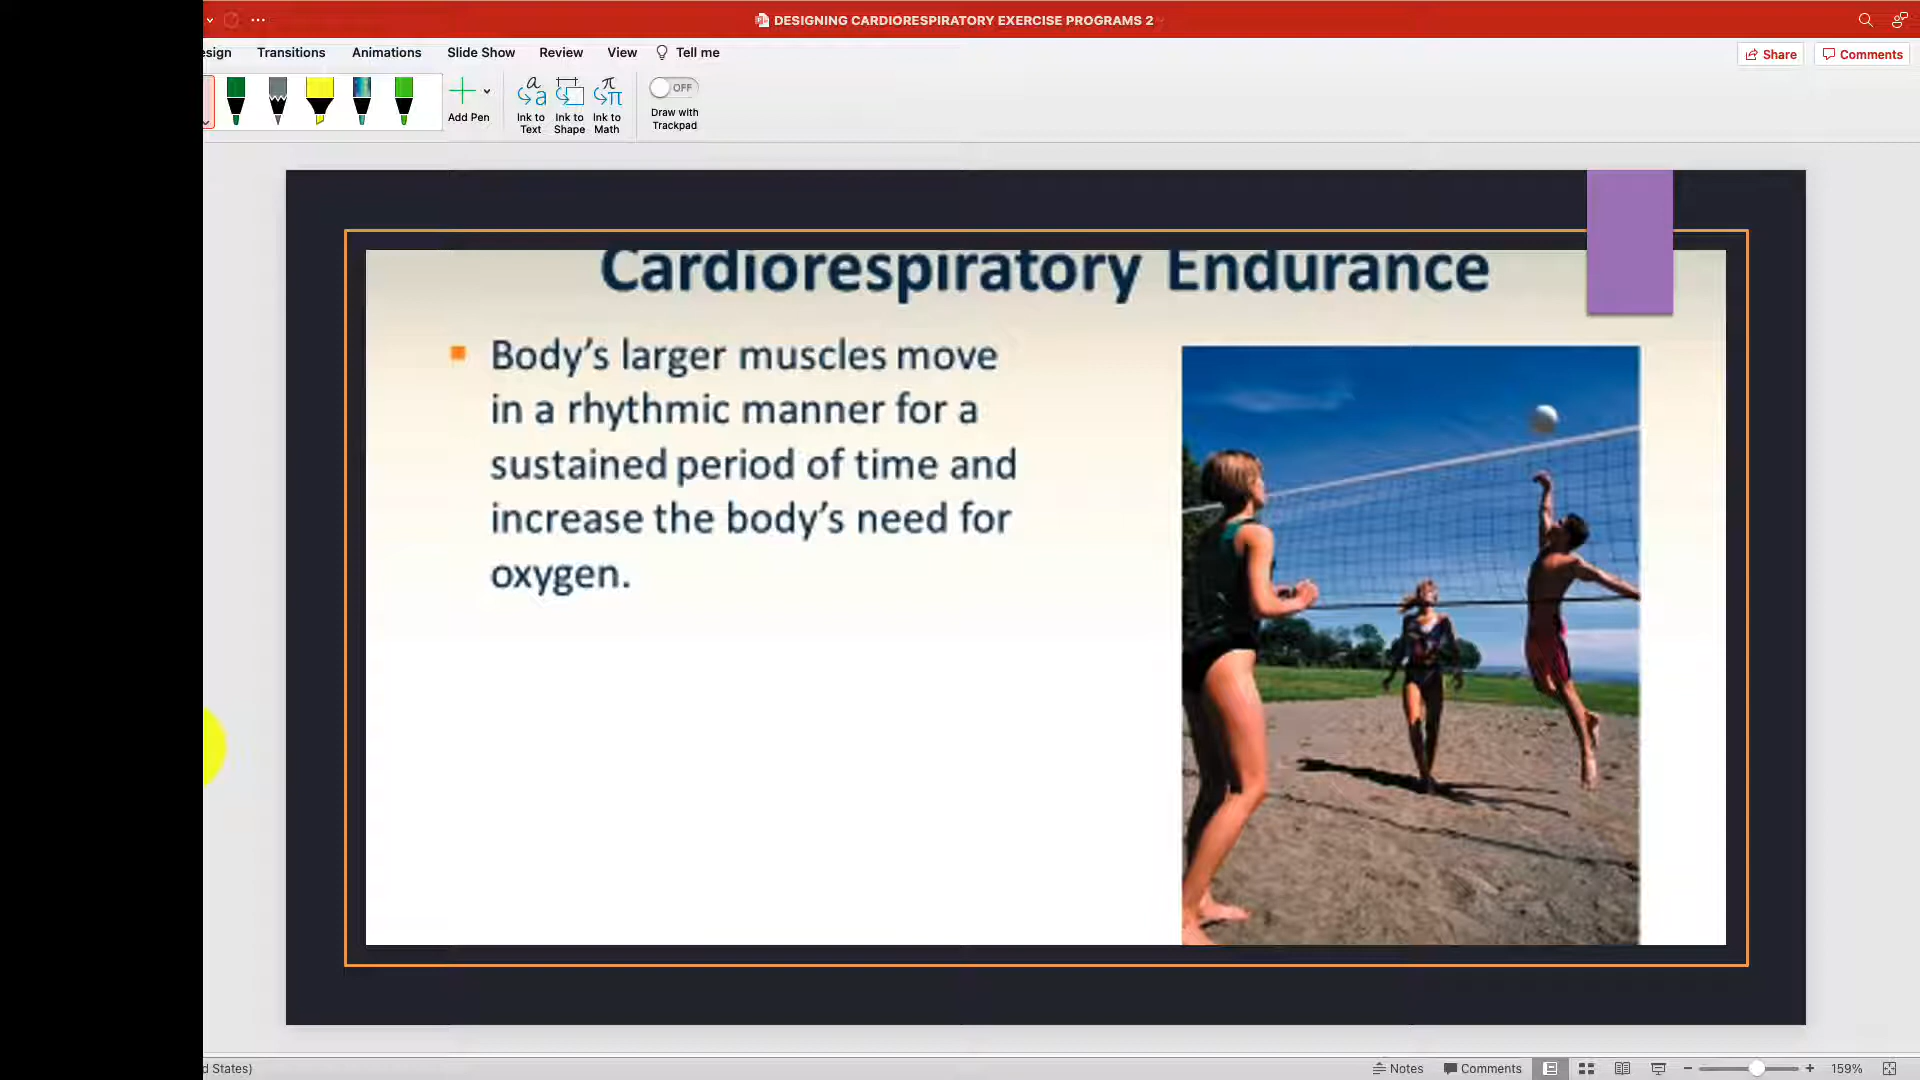 DESIGNING CARDIORESPIRATORY EXERCISE PROGRAMS 2
esign Transitions Animations Slide Show Review View Tell me
Share Comments
Add Pen
Ink to Text
Ink to Shape
Ink to Math
OFF
Draw with Trackpad
Cardiorespiratory Endurance
Body's larger muscles move
in a rhythmic manner for a
sustained period of time and
increase the body's need for
oxygen.
d States)
Notes Comments 159%